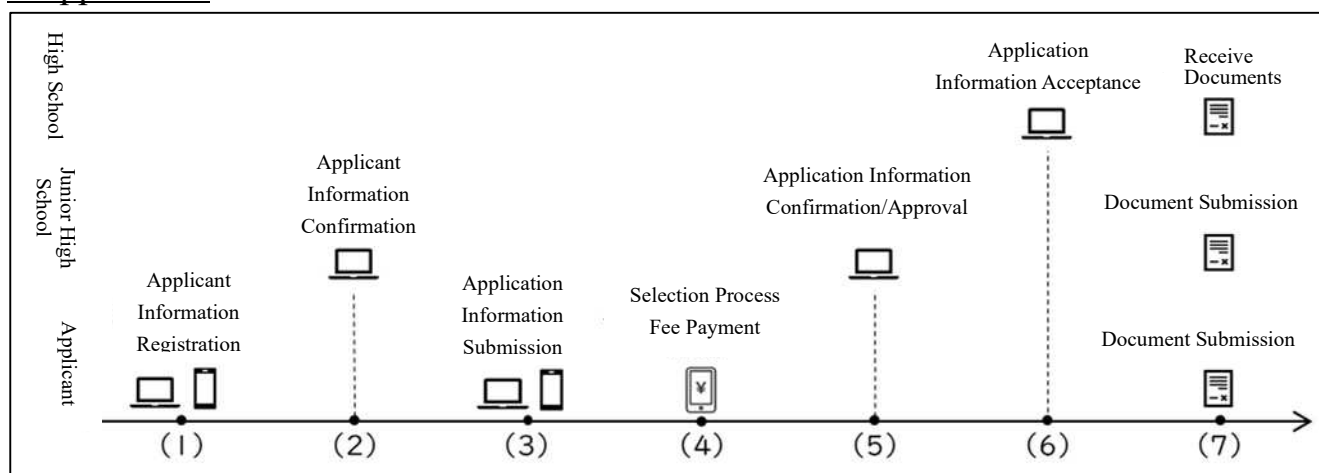 High School
Application
Information Acceptance
Receive
Documents
Junior High
School
Applicant
Information
Confirmation
Application Information
Confirmation/Approval
Document Submission
Applicant
Applicant
Information
Registration
Application
Information
Submission
Selection Process
Fee Payment
¥
Document Submission
(1) (2) (3) (4) (5) (6) (7)